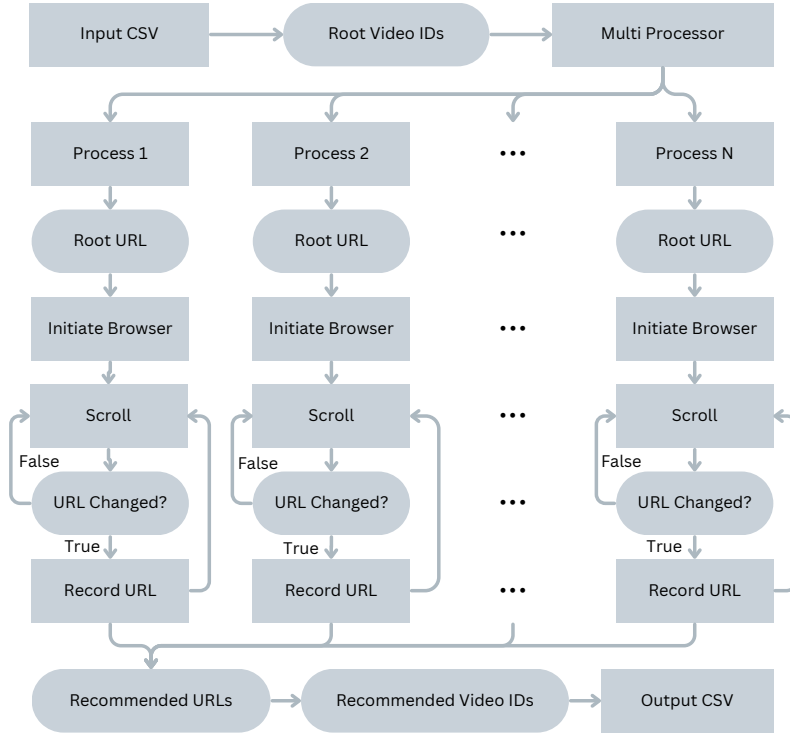 Input CSV
Root Video IDs
Multi Processor
Process 1
Process 2
...
Process N
Root URL
Root URL
...
Root URL
Initiate Browser
Initiate Browser
...
Initiate Browser
Scroll
Scroll
...
Scroll
False
False
False
URL Changed?
URL Changed?
...
URL Changed?
True
True
True
Record URL
Record URL
...
Record URL
Recommended URLs
Recommended Video IDs
Output CSV